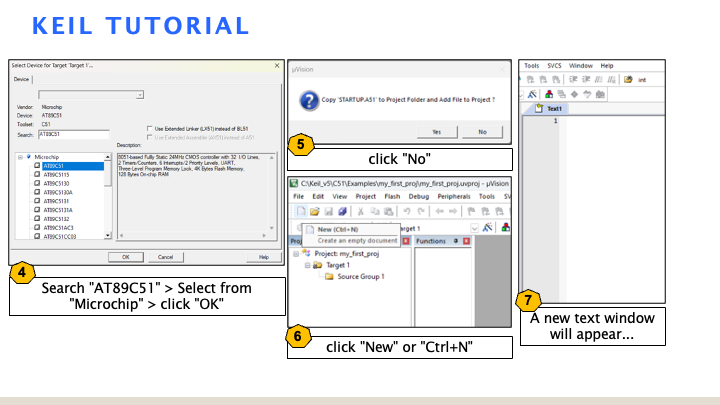 KEIL TUTORIAL
Select Device for Target 'Target 1'...
Device
Vendor: Microchip
Device: AT89C51
Toolset: C51
Search: AT89C51
Use Extended Linker (LX51) instead of BL51
Use Extended Assembler (AX51) instead of A51
Description:
Microchip
AT89C51
AT89C5115
AT89C5130
AT89C5130A
AT89C5131
AT89C5131A
AT89C5132
AT89C51AC3
AT89C51CC03
8051-based Fully Static 24MHz CMOS controller with 32 I/O Lines,
2 Timers/Counters, 6 Interrupts/2 Priority Levels, UART,
Three-Level Program Memory Lock, 4K Bytes Flash Memory,
128 Bytes On-chip RAM
OK Cancel Help
4
Search "AT89C51" > Select from
"Microchip" > click "OK"
µVision
Copy 'STARTUP.A51' to Project Folder and Add File to Project ?
Yes No
5
click "No"
C:\Keil_v5\C51\Examples\my_first_proj\my_first_proj.uvproj - µVision
File Edit View Project Flash Debug Peripherals Tools S
New (Ctrl+N)
Create an empty document
arget 1
Proj
Functions
Project: my_first_proj
Target 1
Source Group 1
6
click "New" or "Ctrl+N"
Tools SVCS Window Help
int
Text1
1
7
A new text window
will appear...